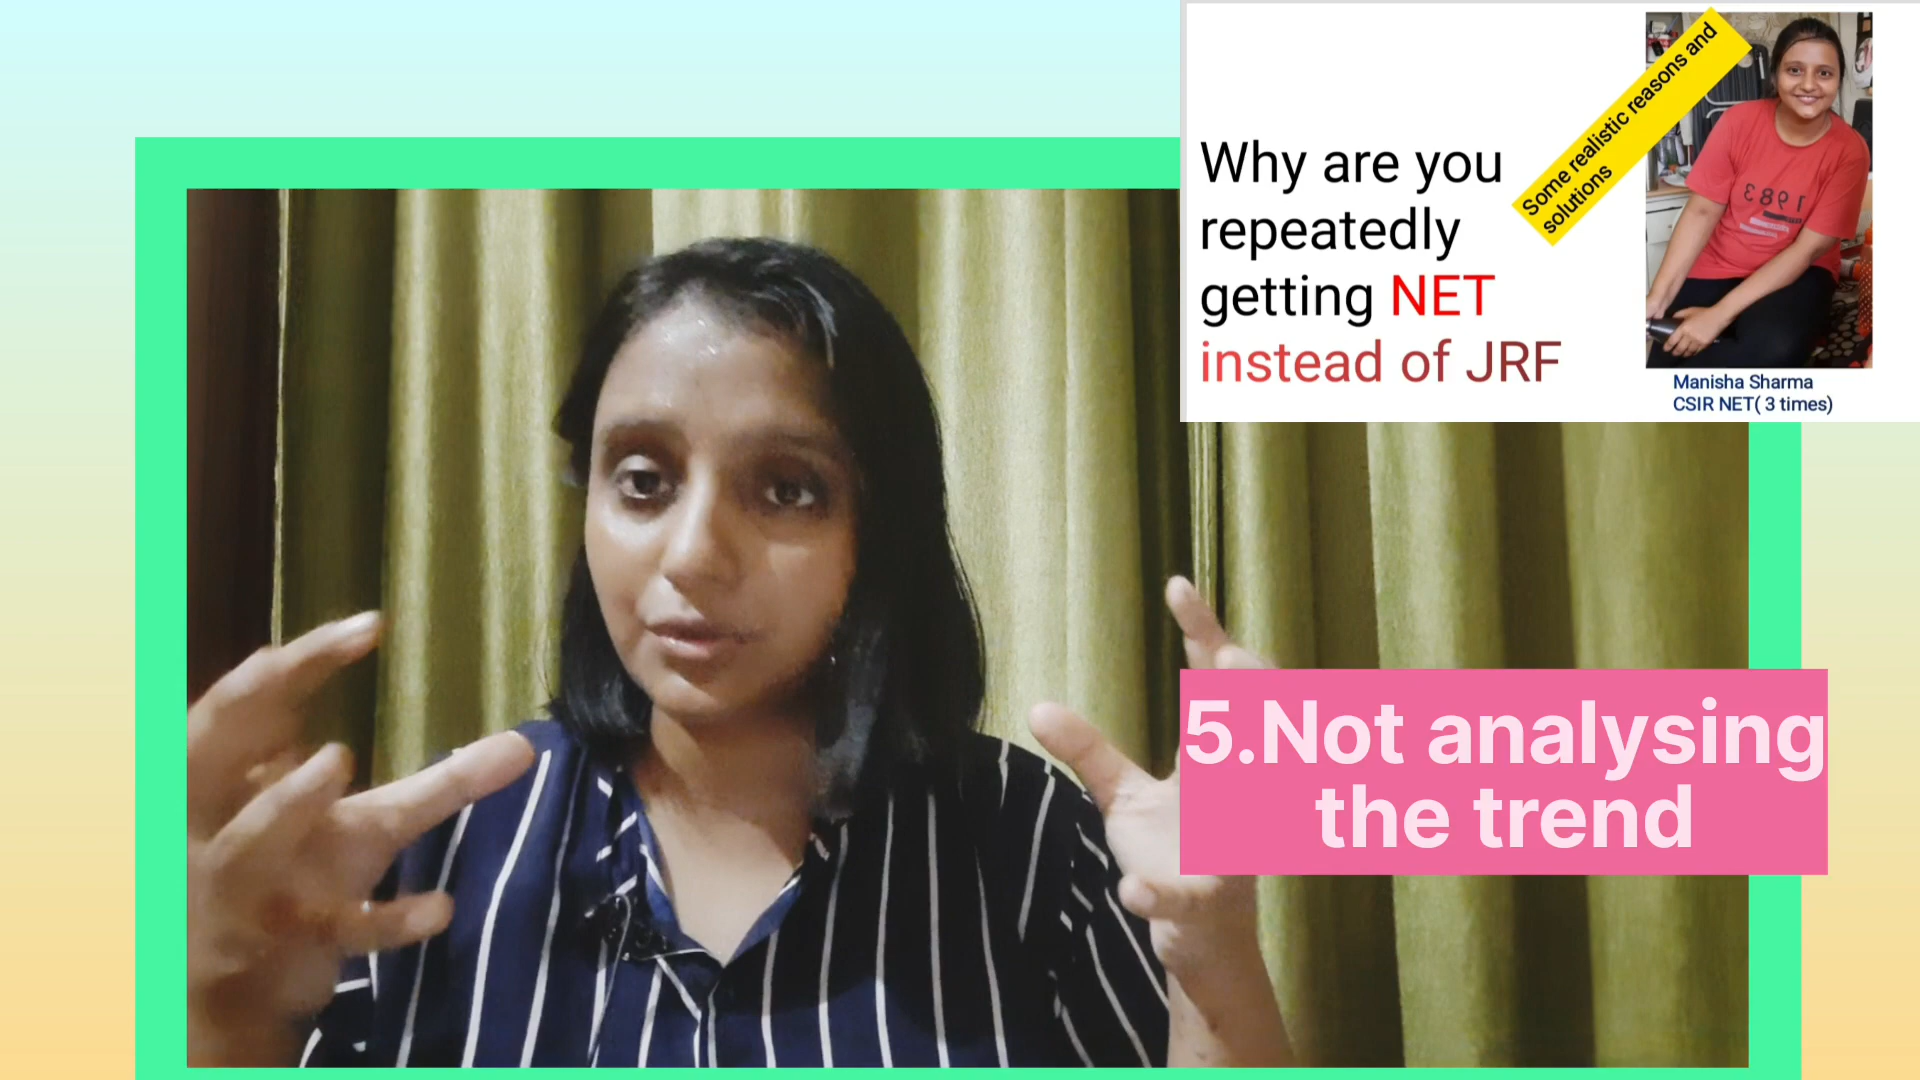 Why are you
repeatedly
getting NET
instead of JRF
Some realistic reasons and
solutions
1983
Manisha Sharma
CSIR NET( 3 times)
5.Not analysing
the trend